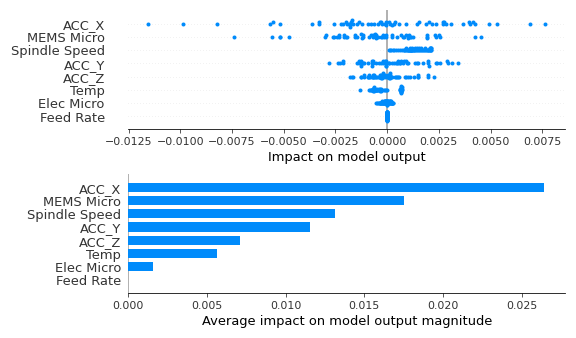 ACC_X
MEMS Micro
Spindle Speed
ACC_Y
ACC_Z
Temp
Elec Micro
Feed Rate
−0.0125 −0.0100 −0.0075 −0.0050 −0.0025 0.0000 0.0025 0.0050 0.0075
Impact on model output
ACC_X
MEMS Micro
Spindle Speed
ACC_Y
ACC_Z
Temp
Elec Micro
Feed Rate
0.000 0.005 0.010 0.015 0.020 0.025
Average impact on model output magnitude